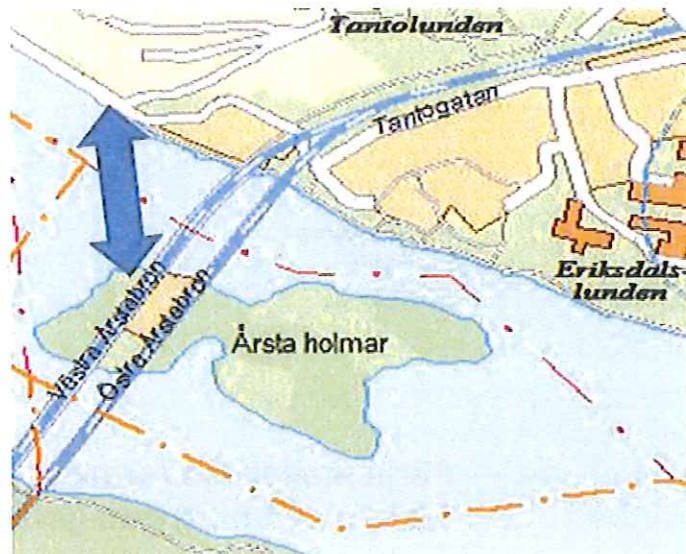 Tantolunden
Tantogatan
Eriksdals-
lunden
Västra Årstabron
Östra Årstabron
Årsta holmar